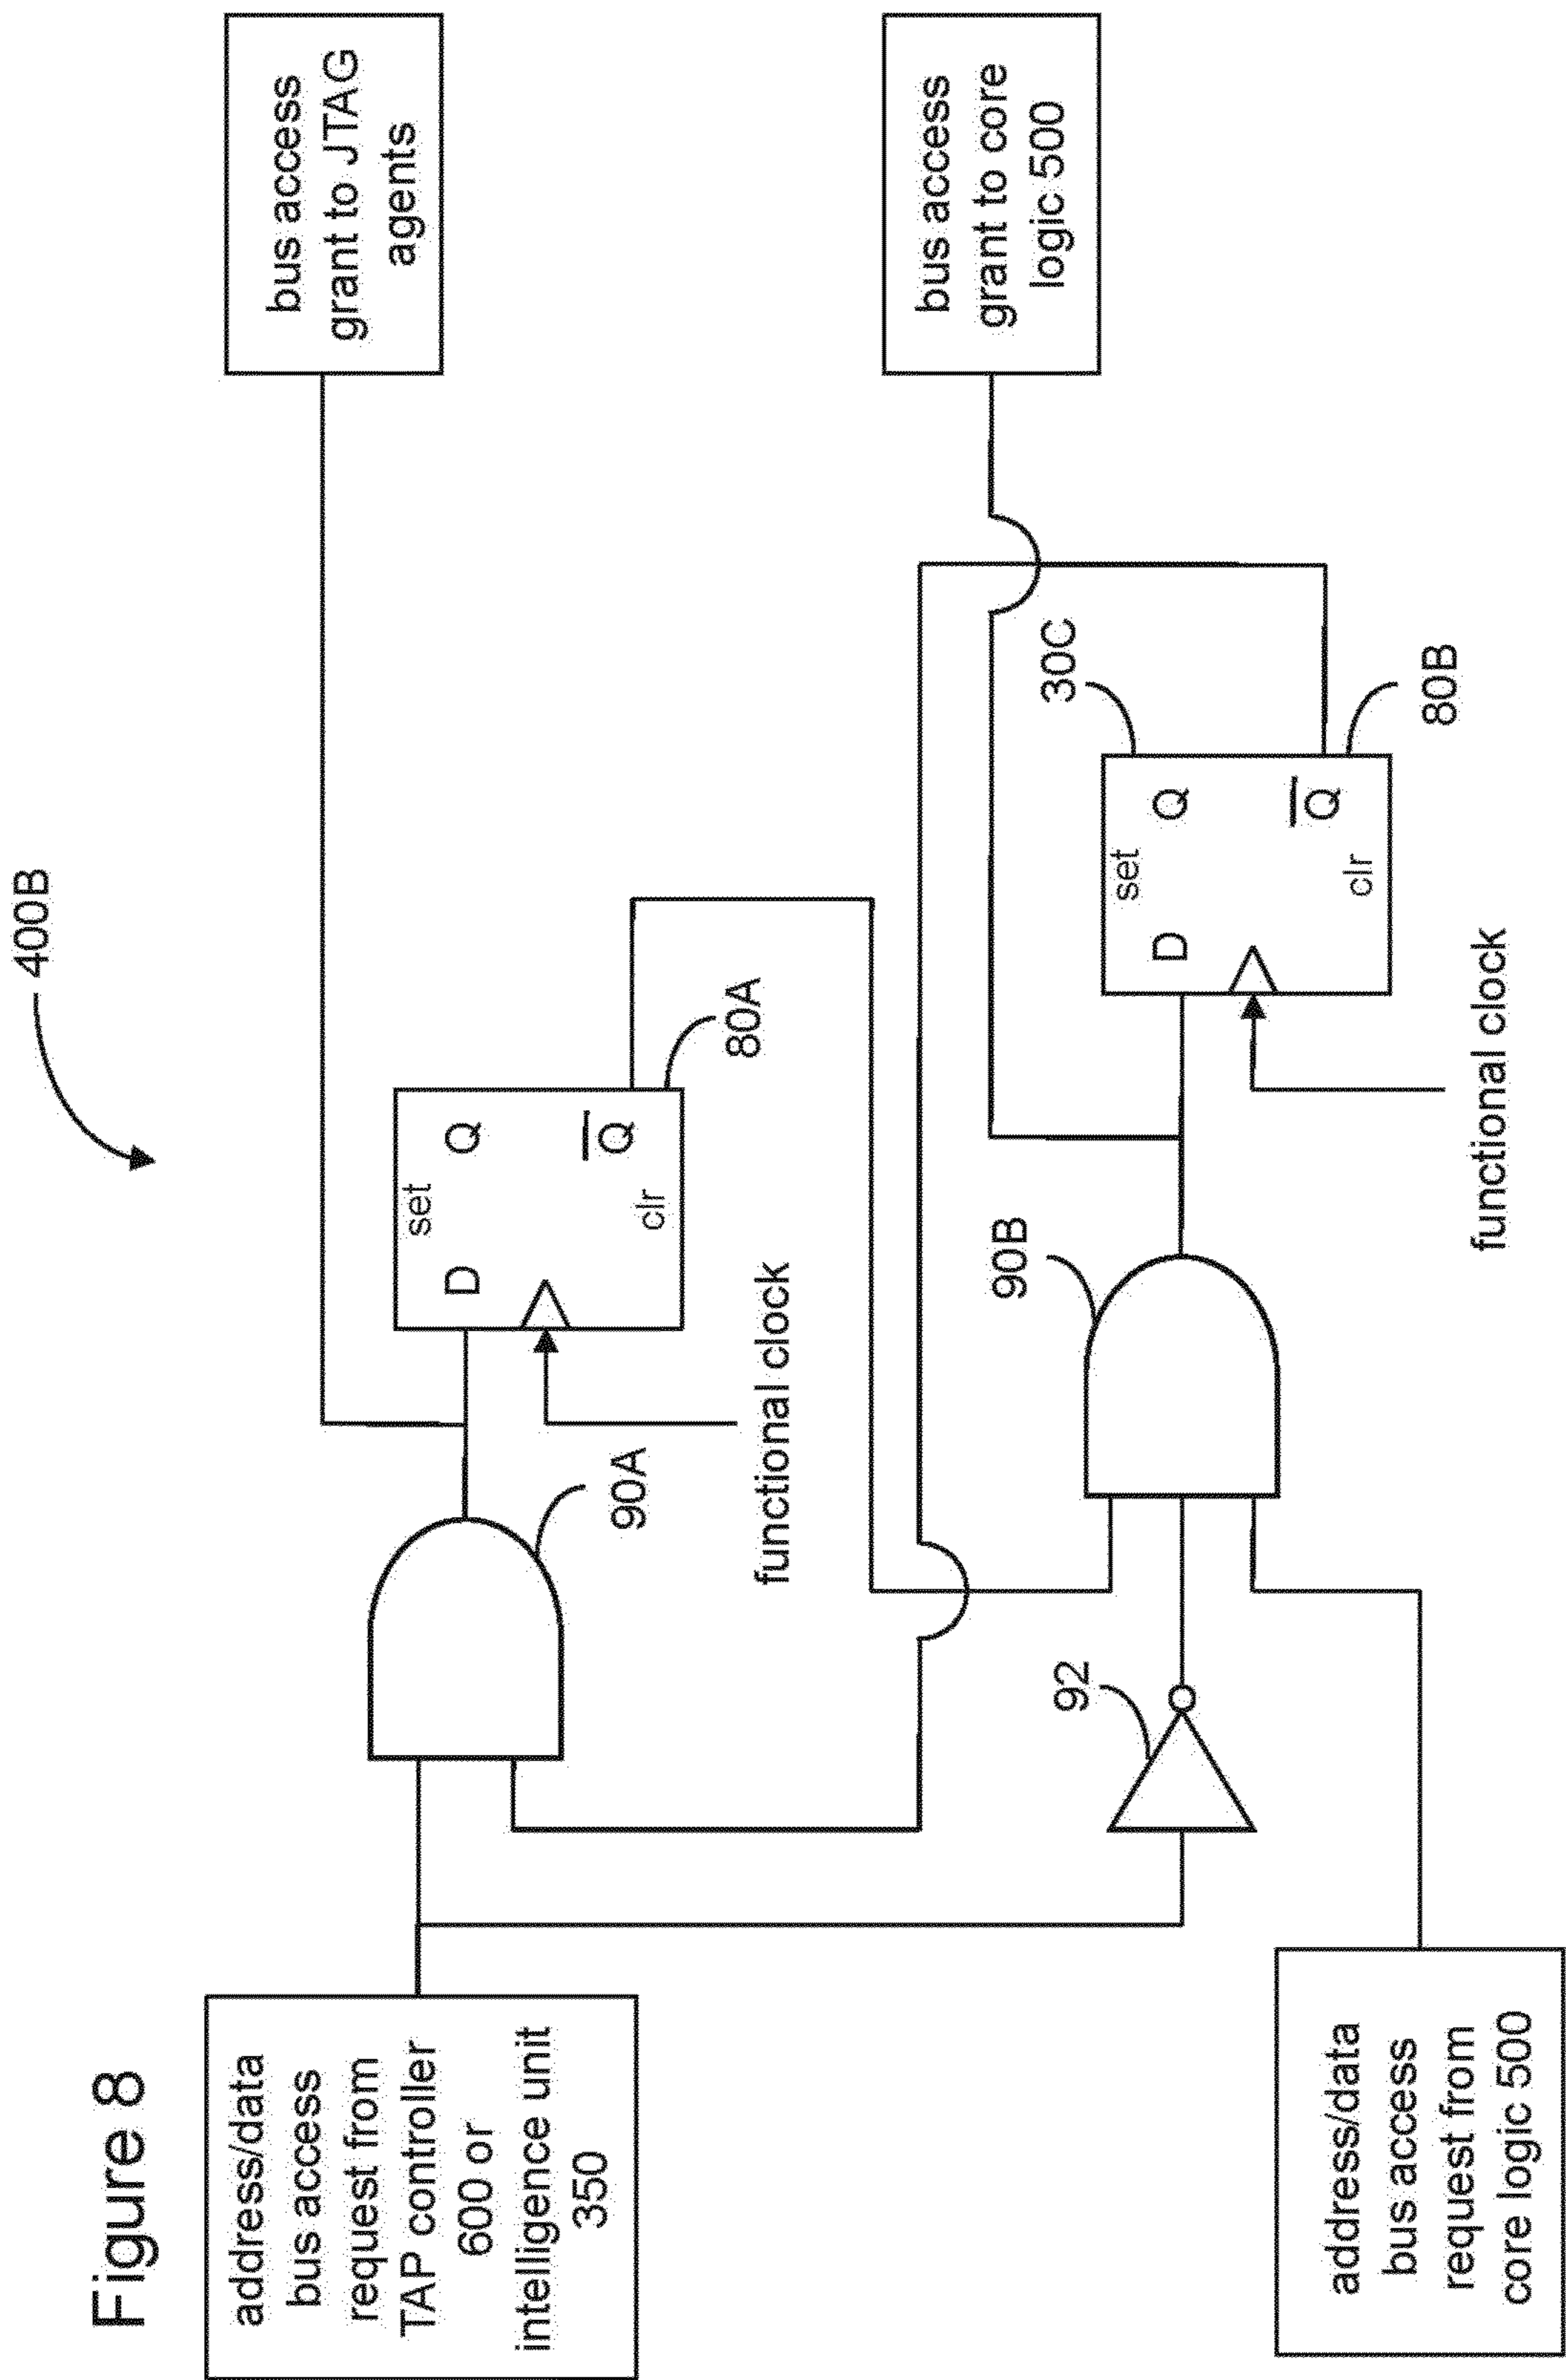 Figure 8
400B
address/data
bus access
request from
TAP controller
600 or
intelligence unit
350
90A
set
D
Q
Q
clr
80A
functional clock
bus access
grant to JTAG
agents
address/data
bus access
request from
core logic 500
92
90B
set
D
Q
Q
clr
30C
80B
functional clock
bus access
grant to core
logic 500